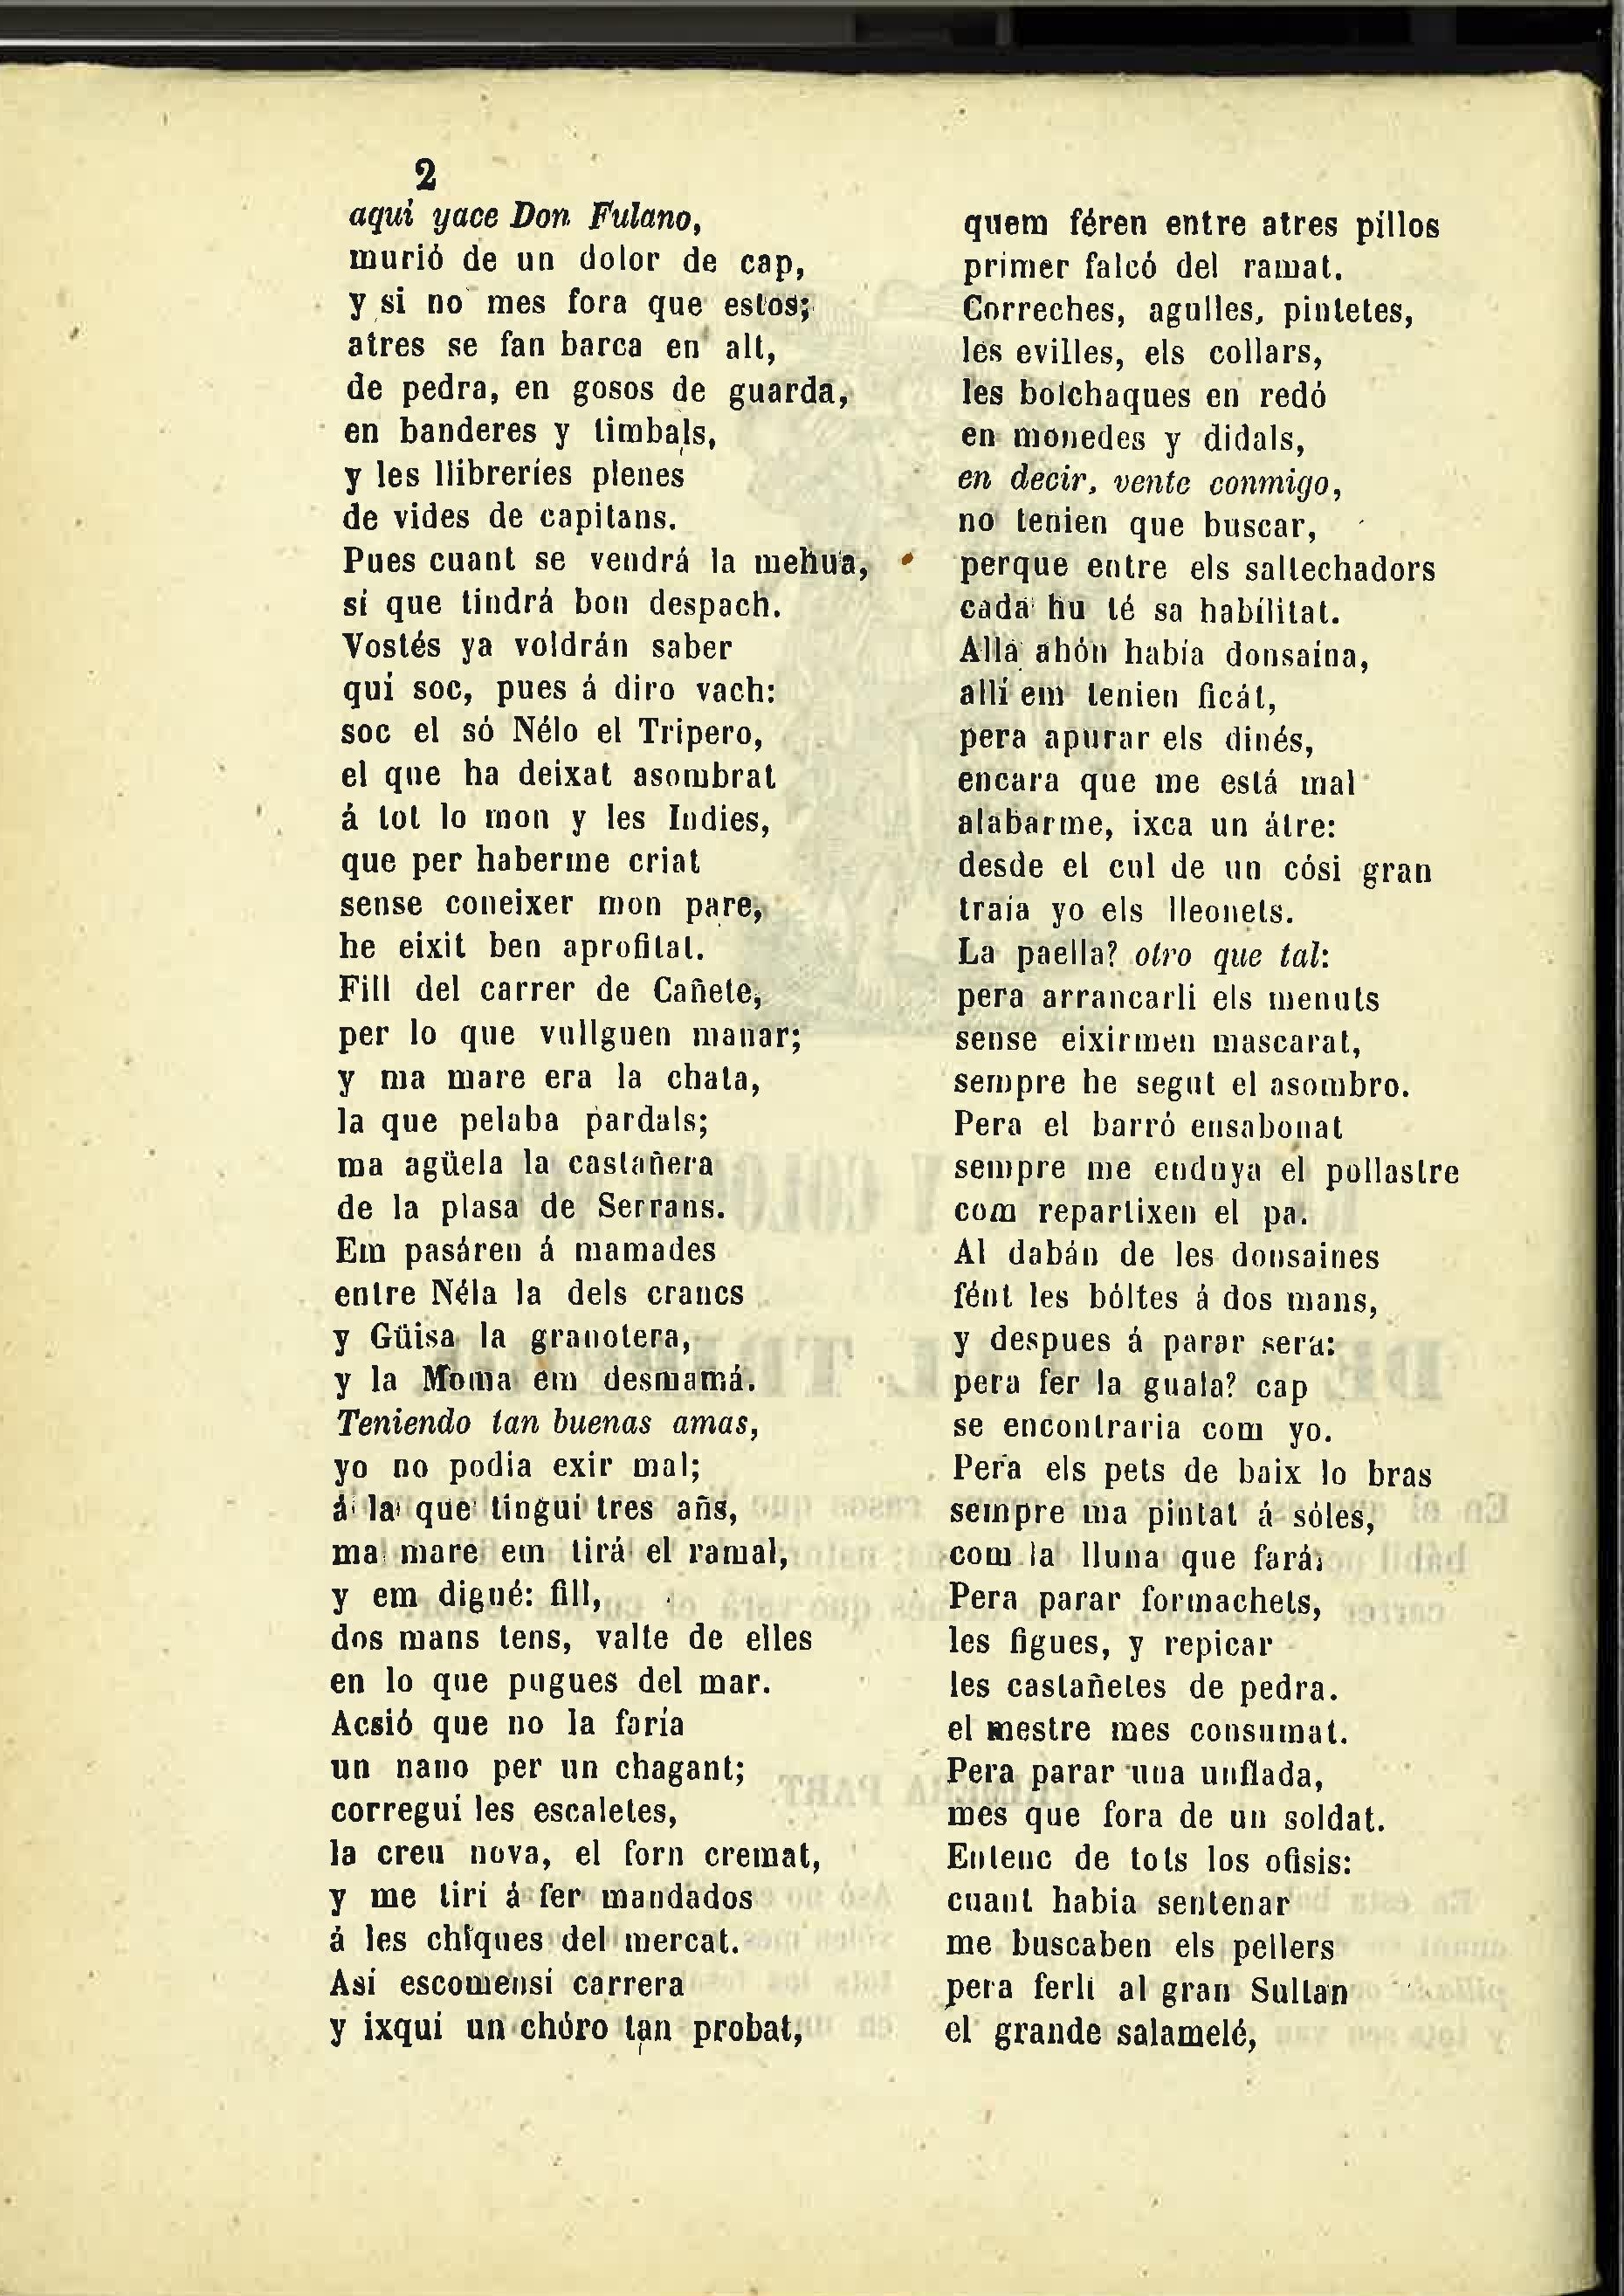 2
aqui yace Don Fulano,
murió de un dolor de cap,
y si no mes fora que estos;
atres se fan barca en alt,
de pedra, en gosos de guarda,
en banderes y timbals,
y les llibreríes plenes
de vides de capitans.
Pues cuant se vendrá la mehua,
si que tindrá bon despach.
Vostés ya voldrán saber
qui soc, pues á diro vach:
soc el só Nélo el Tripero,
el que ha deixat asombrat
á tot lo mon y les Indies,
que per haberme criat
sense coneixer mon pare,
he eixit ben aprofitat.
Fill del carrer de Cañete,
per lo que vullguen manar;
y ma mare era la chata,
la que pelaba pardals;
ma agüela la castañera
de la plasa de Serrans.
Em pasáren á mamades
entre Néla la dels crancs
y Güisa la granotera,
y la Moma em desmamá.
Teniendo tan buenas amas,
yo no podia exir mal;
á la que tingui tres añs,
ma mare em tirá el ramal,
y em digué: fill,
dos mans tens, valte de elles
en lo que pugues del mar.
Acsió que no la faría
un nano per un chagant;
corregui les escaletes,
la creu nova, el forn cremat,
y me tiri á fer mandados
á les chiques del mercat.
Asi escomensi carrera
y ixqui un chóro tan probat,
quem féren entre atres pillos
primer falcó del ramat.
Correches, agulles, pintetes,
les evilles, els collars,
les bolchaques en redó
en monedes y didals,
en decir, vente conmigo,
no tenien que buscar,
perque entre els saltechadors
cada hu té sa habílitat.
Allá ahón había donsaina,
allí em tenien ficát,
pera apurar els dinés,
encara que me está mal
alabarme, ixca un átre:
desde el cul de un cósi gran
traia yo els lleonets.
La paella? otro que tal:
pera arrancarli els menuts
sense eixirmen mascarat,
sempre he segut el asombro.
Pera el barró ensabonat
sempre me enduya el pollastre
com repartixen el pa.
Al dabán de les donsaines
fént les bóltes á dos mans,
y despues á parar sera:
pera fer la guala? cap
se encontraria com yo.
Pera els pets de baix lo bras
sempre ma pintat á sóles,
com la lluna que fará;
Pera parar formachets,
les figues, y repicar
les castañetes de pedra.
el mestre mes consumat.
Pera parar una unflada,
mes que fora de un soldat.
Entenc de tots los ofisis:
cuant habia sentenar
me buscaben els pellers
pera ferli al gran Sultan
el grande salamelé,